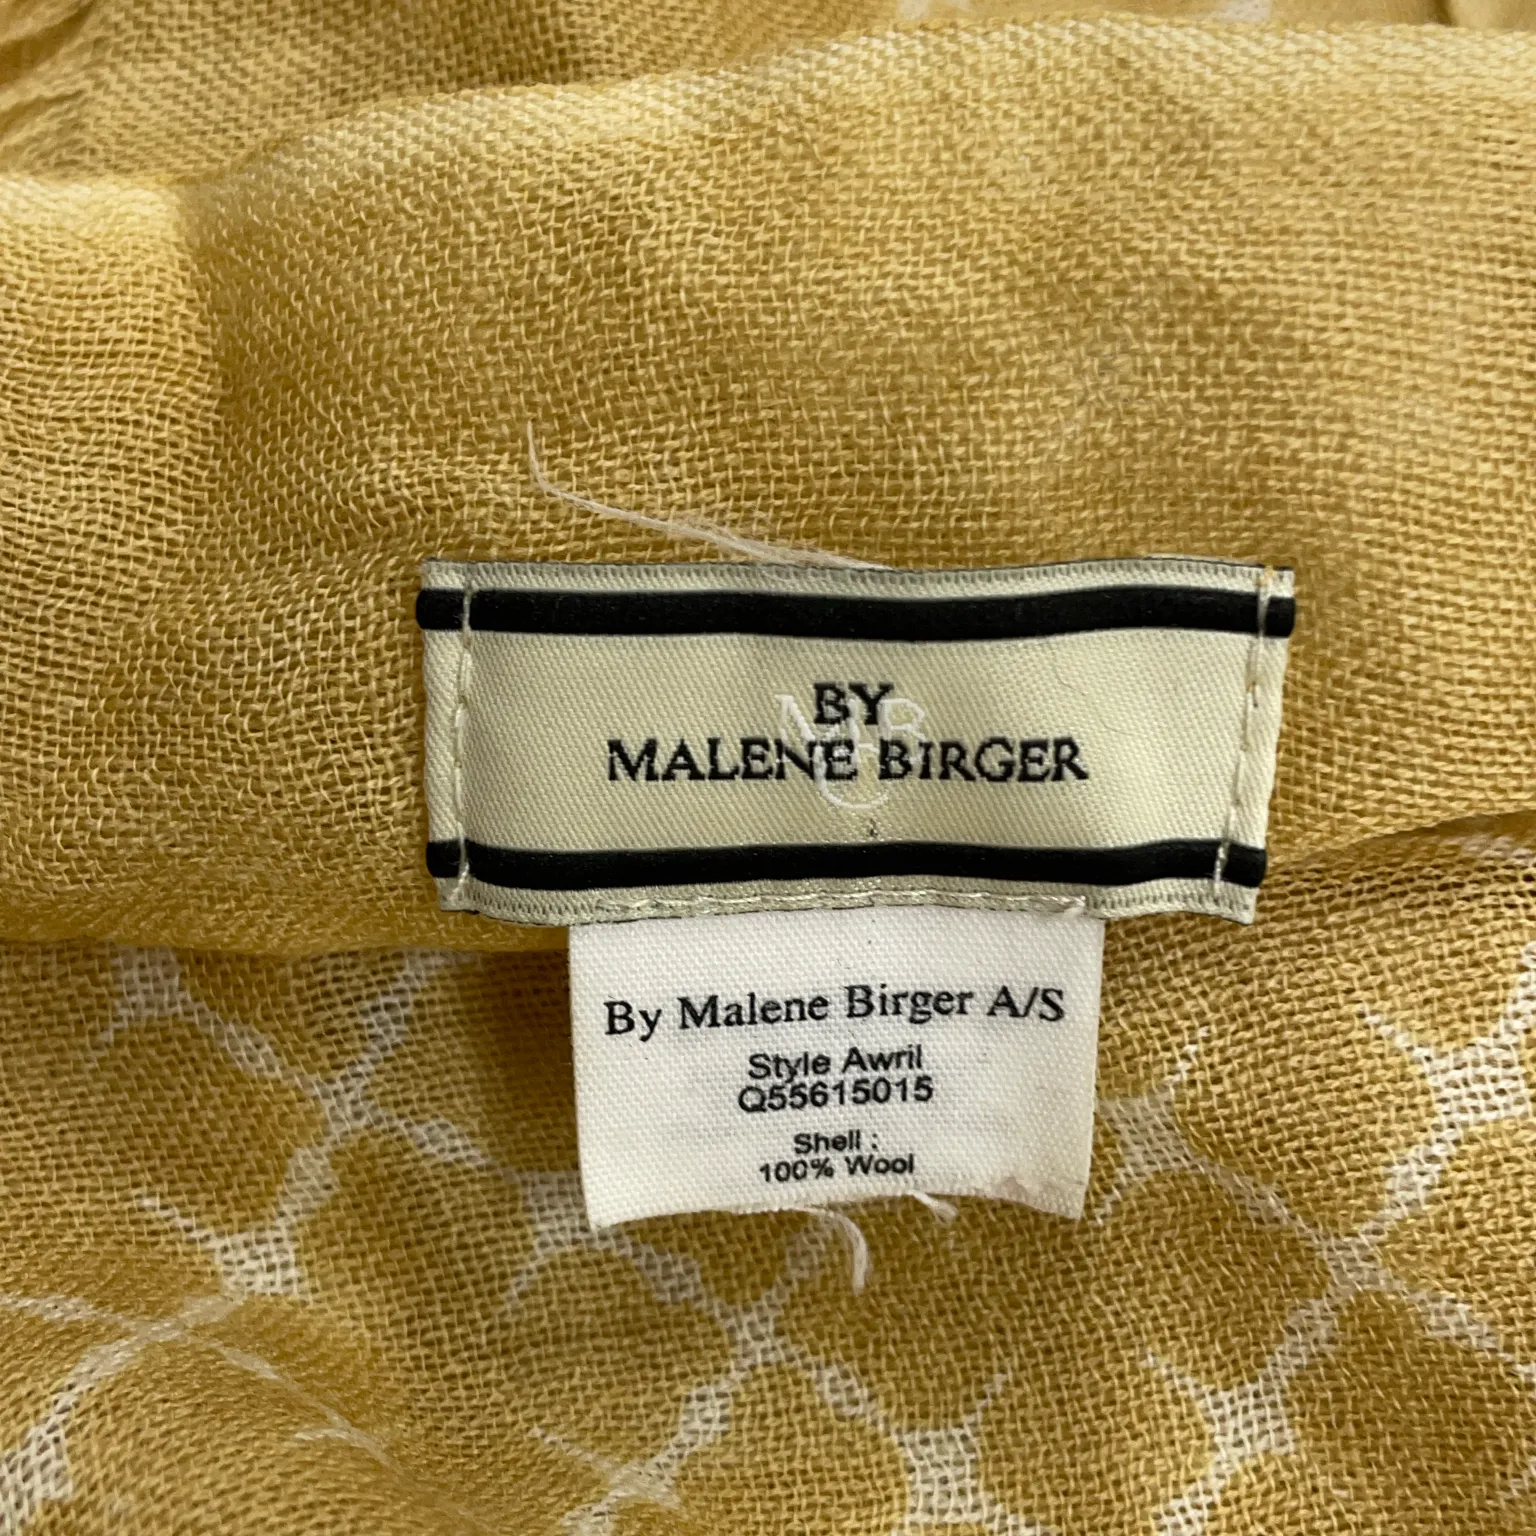 BY
MALENE BIRGER
By Malene Birger A/S
Style Awril
Q55615015
Shell :
100% Wool